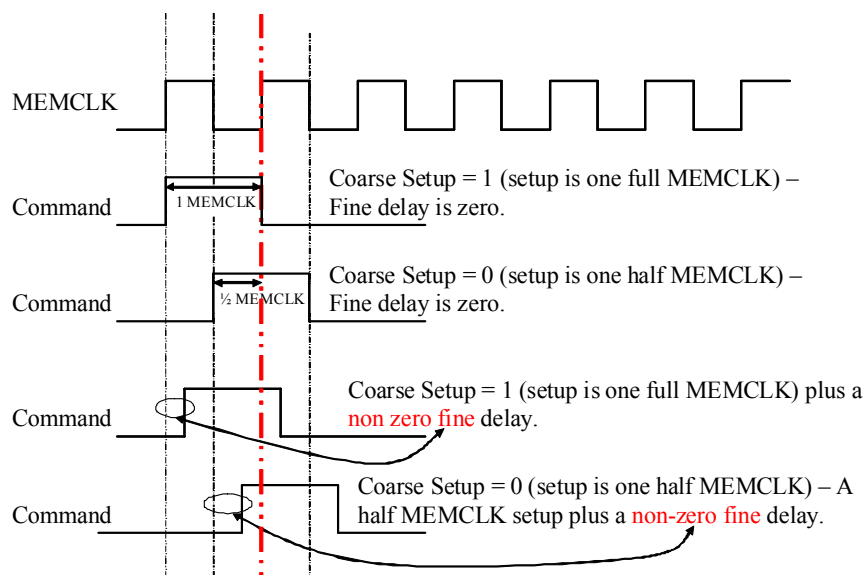 MEMCLK
Coarse Setup = 1 (setup is one full MEMCLK) –
Fine delay is zero.
1 MEMCLK
Command
Coarse Setup = 0 (setup is one half MEMCLK) –
Fine delay is zero.
½ MEMCLK
Command
Coarse Setup = 1 (setup is one full MEMCLK) plus a
non zero fine delay.
Command
Coarse Setup = 0 (setup is one half MEMCLK) – A
half MEMCLK setup plus a non-zero fine delay.
Command